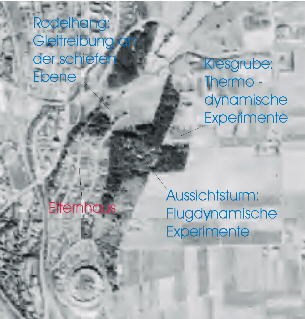 Rodelhang:
Gleitreibung an
der schiefen
Ebene
Kiesgrube:
Thermo -
dynamische
Experimente
Elternhaus
Aussichtsturm:
Flugdynamische
Experimente